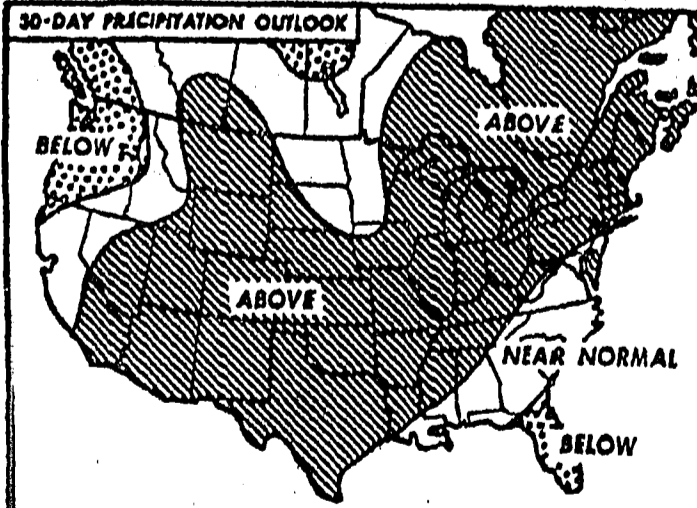 30-DAY PRECIPITATION OUTLOOK
BELOW
ABOVE
ABOVE
NEAR NORMAL
BELOW